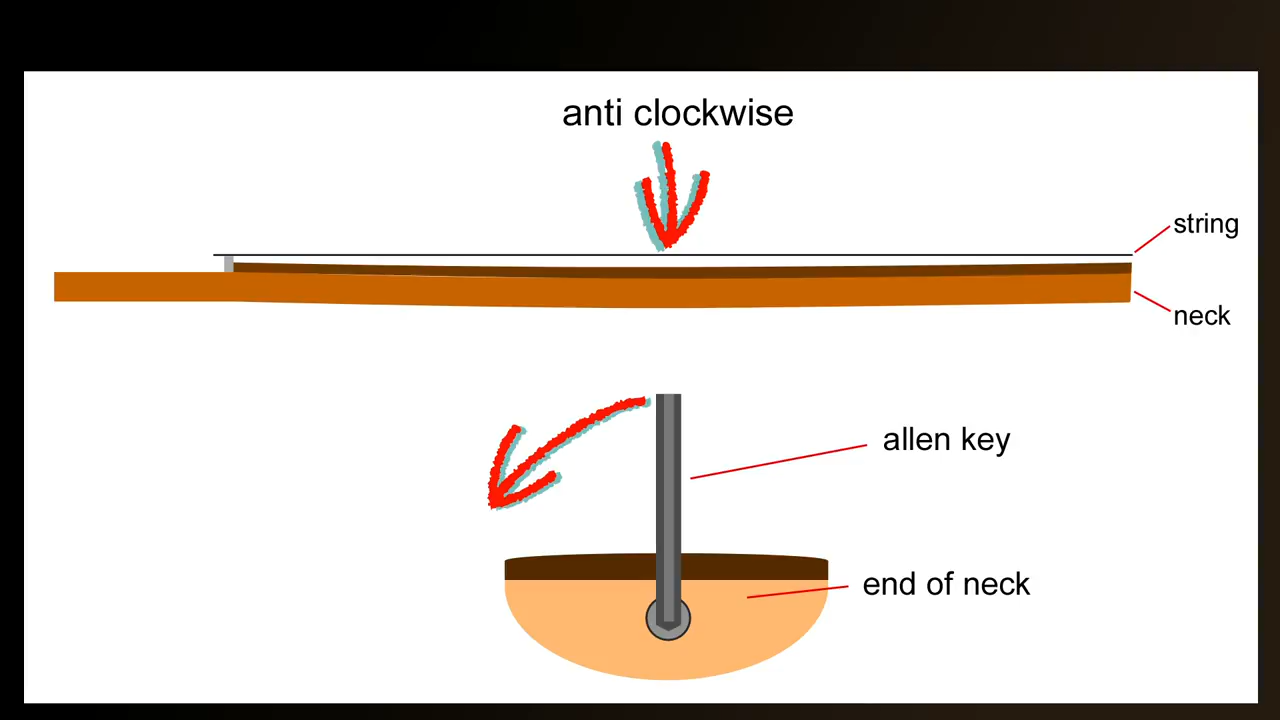 anti clockwise
string
neck
allen key
end of neck